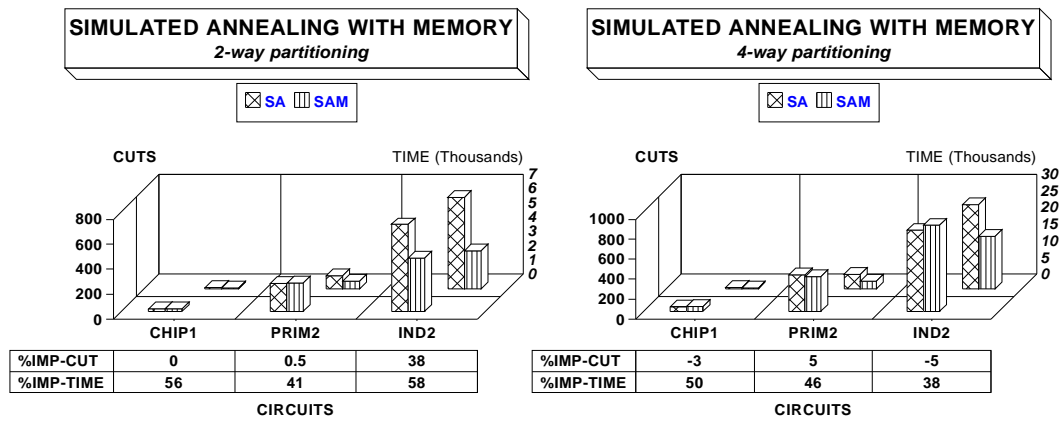 SIMULATED ANNEALING WITH MEMORY
2-way partitioning
SA SAM
CUTS TIME (Thousands)
7
6
5
4
3
2
1
0
800
600
400
200
0
CHIP1 PRIM2 IND2
%IMP-CUT 0 0.5 38
%IMP-TIME 56 41 58
CIRCUITS
SIMULATED ANNEALING WITH MEMORY
4-way partitioning
SA SAM
CUTS TIME (Thousands)
30
25
20
15
10
5
0
1000
800
600
400
200
0
CHIP1 PRIM2 IND2
%IMP-CUT -3 5 -5
%IMP-TIME 50 46 38
CIRCUITS